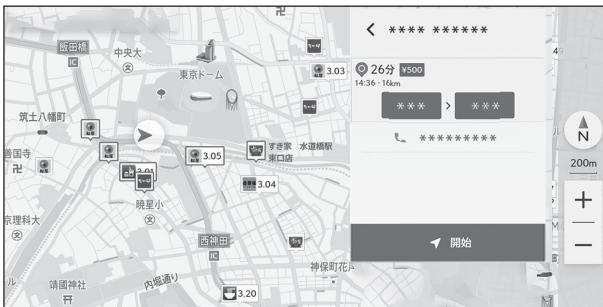 飯田橋
IC
中央大
東京ドーム
3.03
筑土八幡町
善国寺
3.05
すき家 水道橋駅
東口店
3.01
3.04
暁星小
京理科大
西神田
IC
神保町花
靖國神社
内堀通り
3.20
**** ******
26分 ¥500
14:36・16km
*** > ***
*********
開始
N
200m
+
−
49